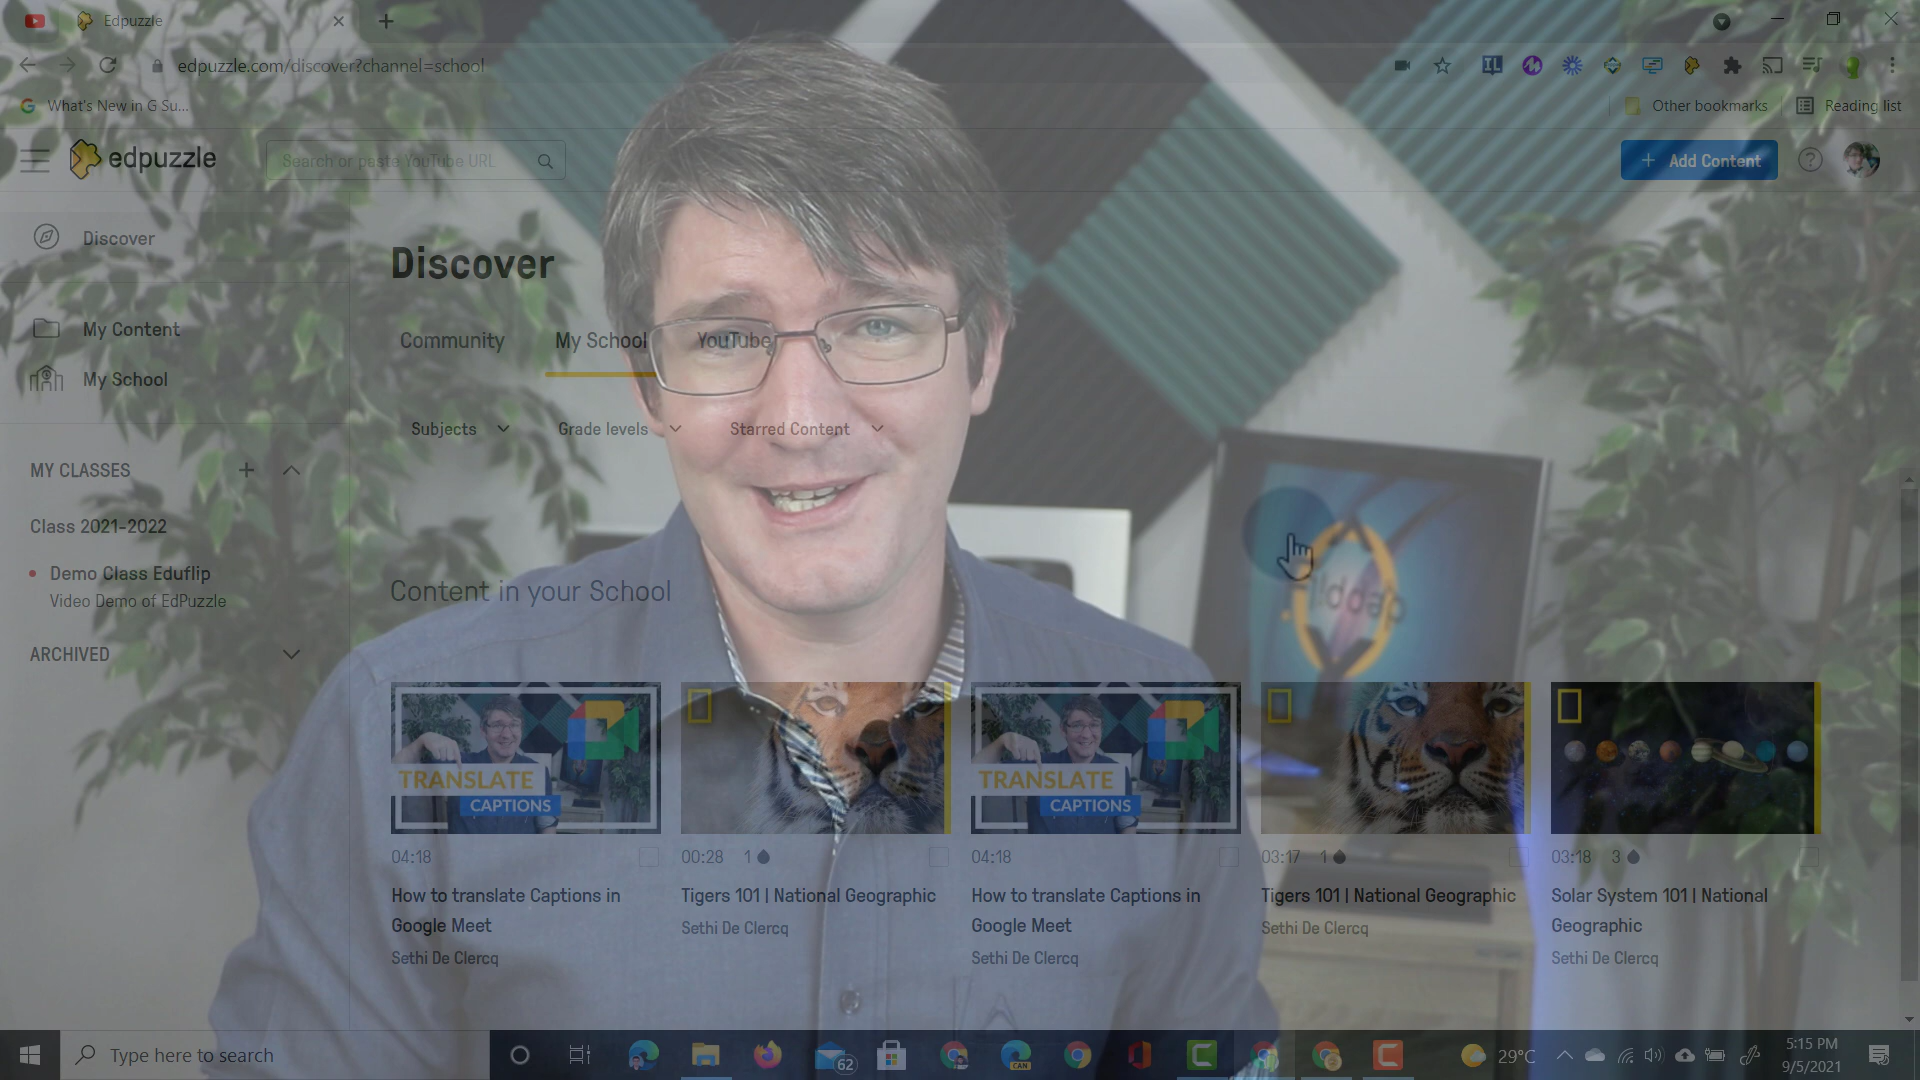 Edpuzzle
edpuzzle.com/discover?channel=school
What's New in G Su...
Other bookmarks
Reading list
edpuzzle
Search or paste YouTube URL
+ Add Content
Discover
Discover
My Content
Community
My School
YouTube
My School
Subjects
Grade levels
Starred Content
MY CLASSES
Class 2021-2022
Demo Class Eduflip
Content in your School
Video Demo of EdPuzzle
ARCHIVED
TRANSLATE
CAPTIONS
TRANSLATE
CAPTIONS
04:18
00:28 1
04:18
03:17 1
03:18 3
How to translate Captions in
Google Meet
Sethi De Clercq
Tigers 101 | National Geographic
Sethi De Clercq
How to translate Captions in
Google Meet
Sethi De Clercq
Tigers 101 | National Geographic
Sethi De Clercq
Solar System 101 | National
Geographic
Sethi De Clercq
Type here to search
62
CAN
29°C
5:15 PM
9/5/2021